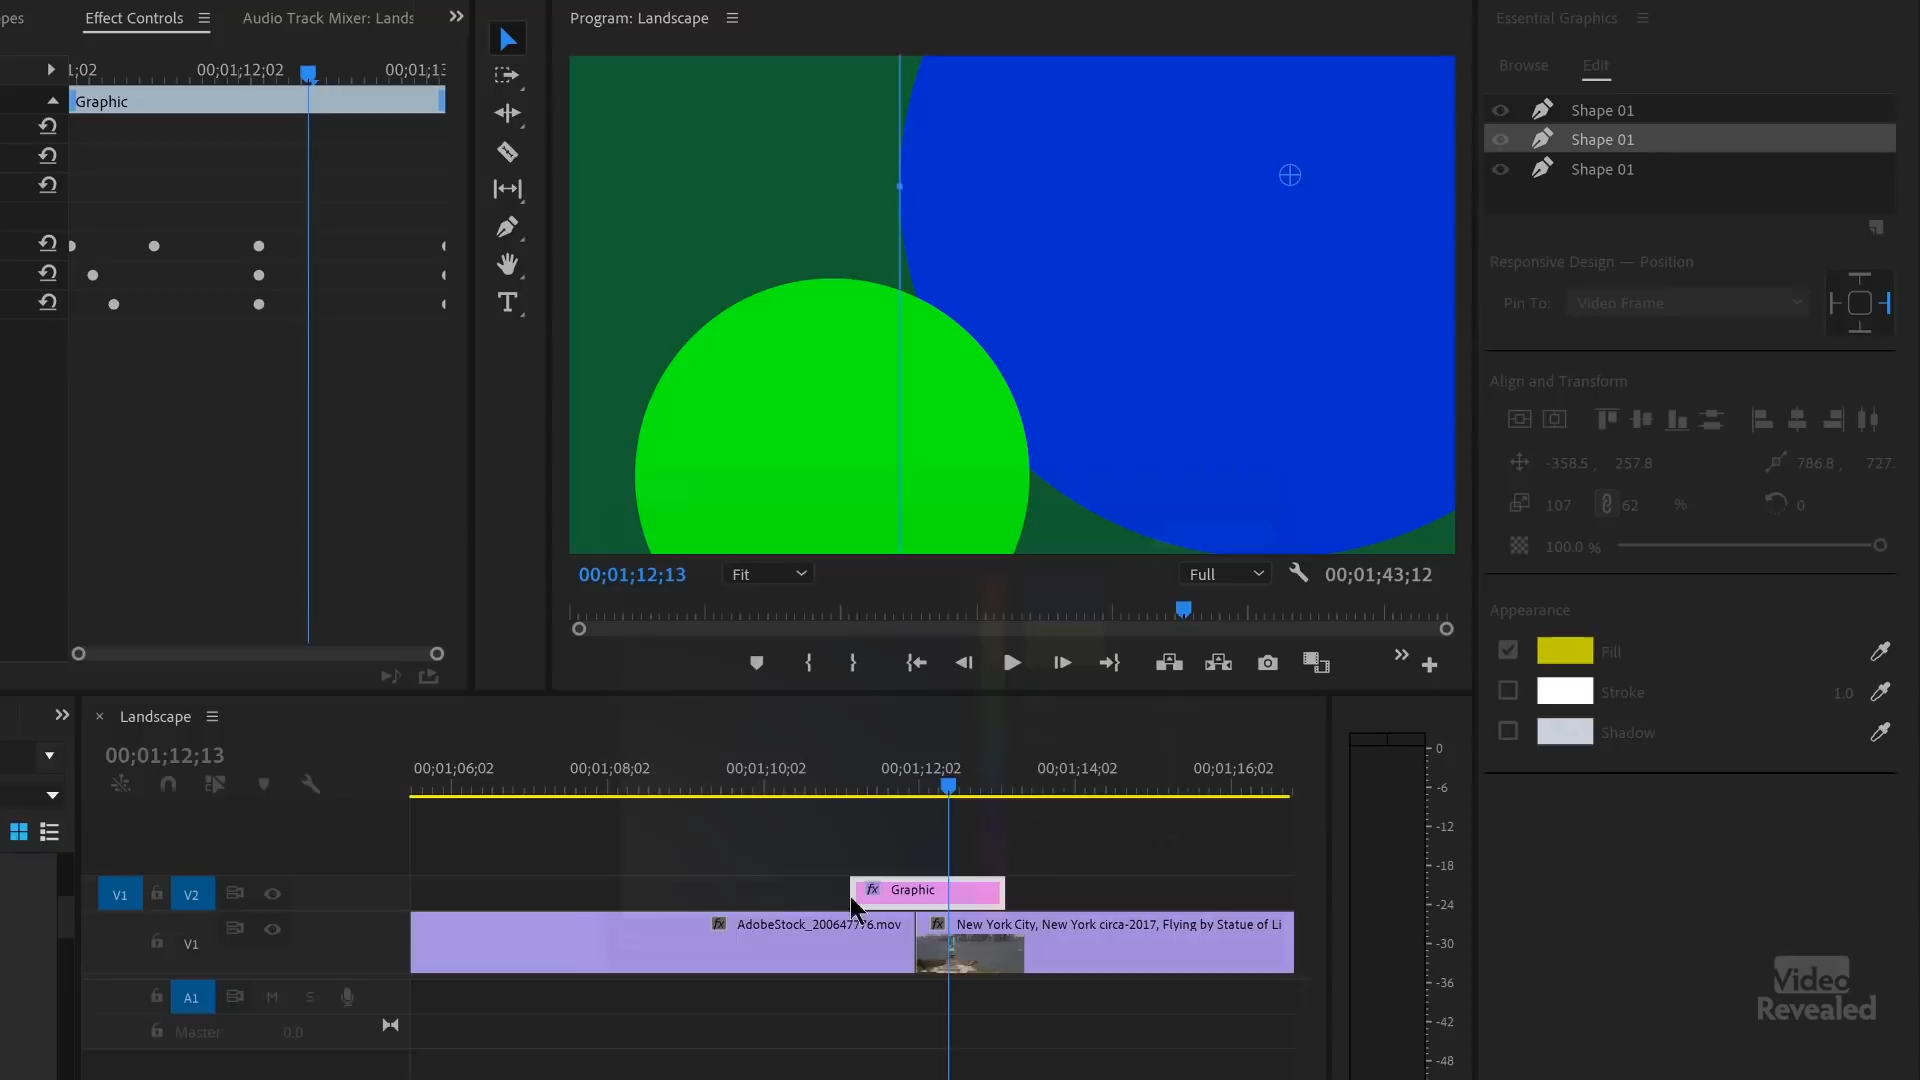 opes
Effect Controls
Audio Track Mixer: Lands
Program: Landscape
Essential Graphics
1;02
00;01;12;02
00;01;13
Graphic
Browse
Edit
Shape 01
Shape 01
Shape 01
Responsive Design — Position
Pin To:
Video Frame
Align and Transform
-358.5 ,
257.8
786.8 ,
727.
107
62
%
0
100.0 %
00;01;12;13
Fit
Full
00;01;43;12
Appearance
Fill
Stroke
1.0
Shadow
× Landscape
00;01;12;13
00;01;06;02
00;01;08;02
00;01;10;02
00;01;12;02
00;01;14;02
00;01;16;02
V1
V2
fx Graphic
V1
fx AdobeStock_200647776.mov
fx New York City, New York circa-2017, Flying by Statue of Li
A1
M
S
Master
0.0
0
-6
-12
-18
-24
-30
-36
-42
-48
Video
Revealed